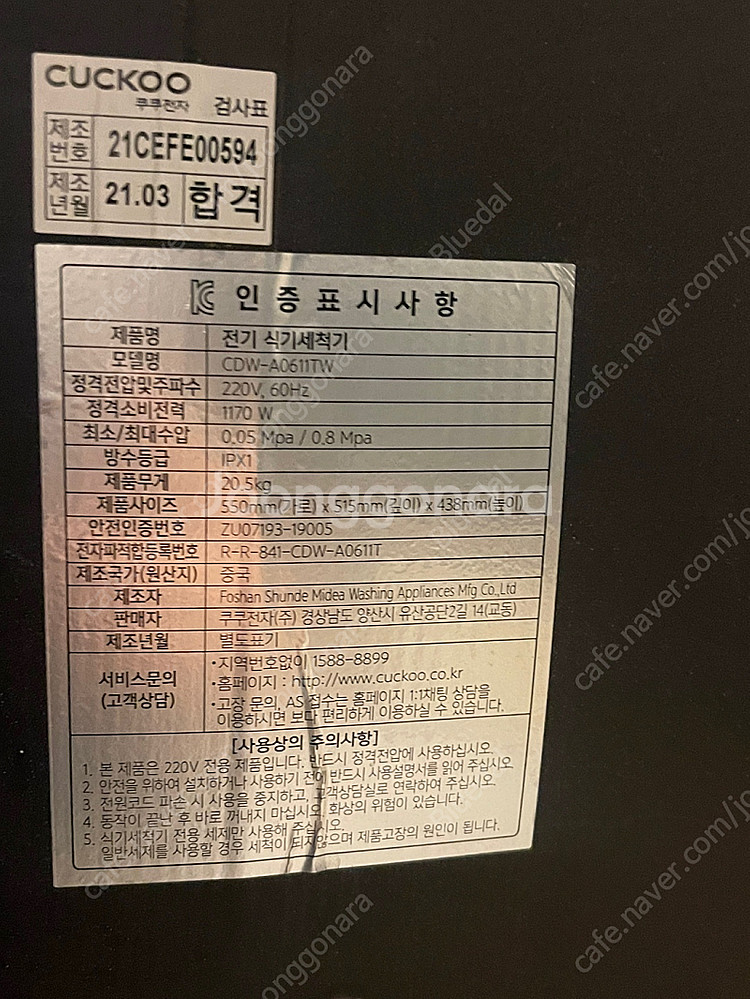 CUCKOO
쿠쿠전자 검사표
제조번호 21CEFE00594
제조년월 21.03 합격
KC 인증표시사항
제품명 전기 식기세척기
모델명 CDW-A0611TW
정격전압및주파수 220V, 60Hz
정격소비전력 1170 W
최소/최대수압 0.05 Mpa / 0.8 Mpa
방수등급 IPX1
제품무게 20.5kg
제품사이즈 550mm(가로) x 515mm(깊이) x 438mm(높이)
안전인증번호 ZU07193-19005
전자파적합등록번호 R-R-841-CDW-A0611T
제조국가(원산지) 중국
제조자 Foshan Shunde Midea Washing Appliances Mfg Co.,Ltd
판매자 쿠쿠전자(주) 경상남도 양산시 유산공단2길 14(교동)
제조년월 별도표기
서비스문의
(고객상담)
•지역번호없이 1588-8899
•홈페이지 : http://www.cuckoo.co.kr
•고장 문의, AS 접수는 홈페이지 1:1채팅 상담을
이용하시면 보다 편리하게 이용하실 수 있습니다.
[사용상의 주의사항]
1. 본 제품은 220V 전용 제품입니다. 반드시 정격전압에 사용하십시오.
2. 안전을 위하여 설치하거나 사용하기 전에 반드시 사용설명서를 읽어 주십시오.
3. 전원코드 파손 시 사용을 중지하고, 고객상담실로 연락하여 주십시오.
4. 동작이 끝난 후 바로 꺼내지 마십시오. 화상의 위험이 있습니다.
5. 식기세척기 전용 세제만 사용해 주십시오.
일반세제를 사용할 경우 세척이 되지않으며 제품고장의 원인이 됩니다.
Joonggonara
Bluedal
cafe.naver.com/jo